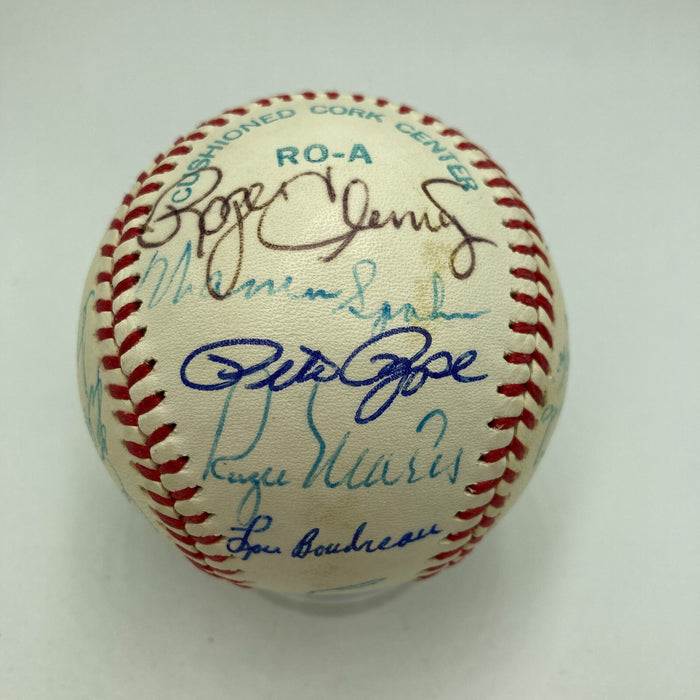 CUSHIONED CORK CENTER
RO-A
Roger Clemens
Warren Spahn
Pete Rose
Roger Maris
Lou Boudreau